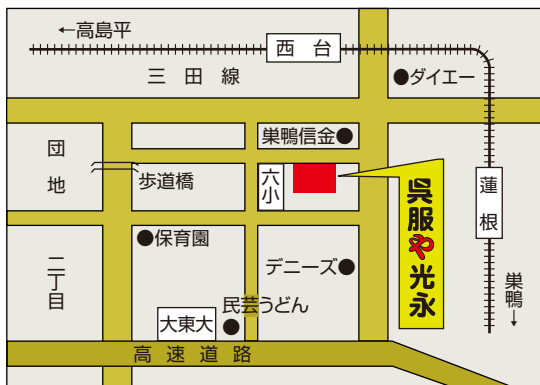 ←高島平
西台
三田線
●ダイエー
巣鴨信金●
団地
歩道橋
六小
蓮根
呉服や光永
●保育園
二丁目
デニーズ●
巣鴨→
民芸うどん
大東大
高速道路